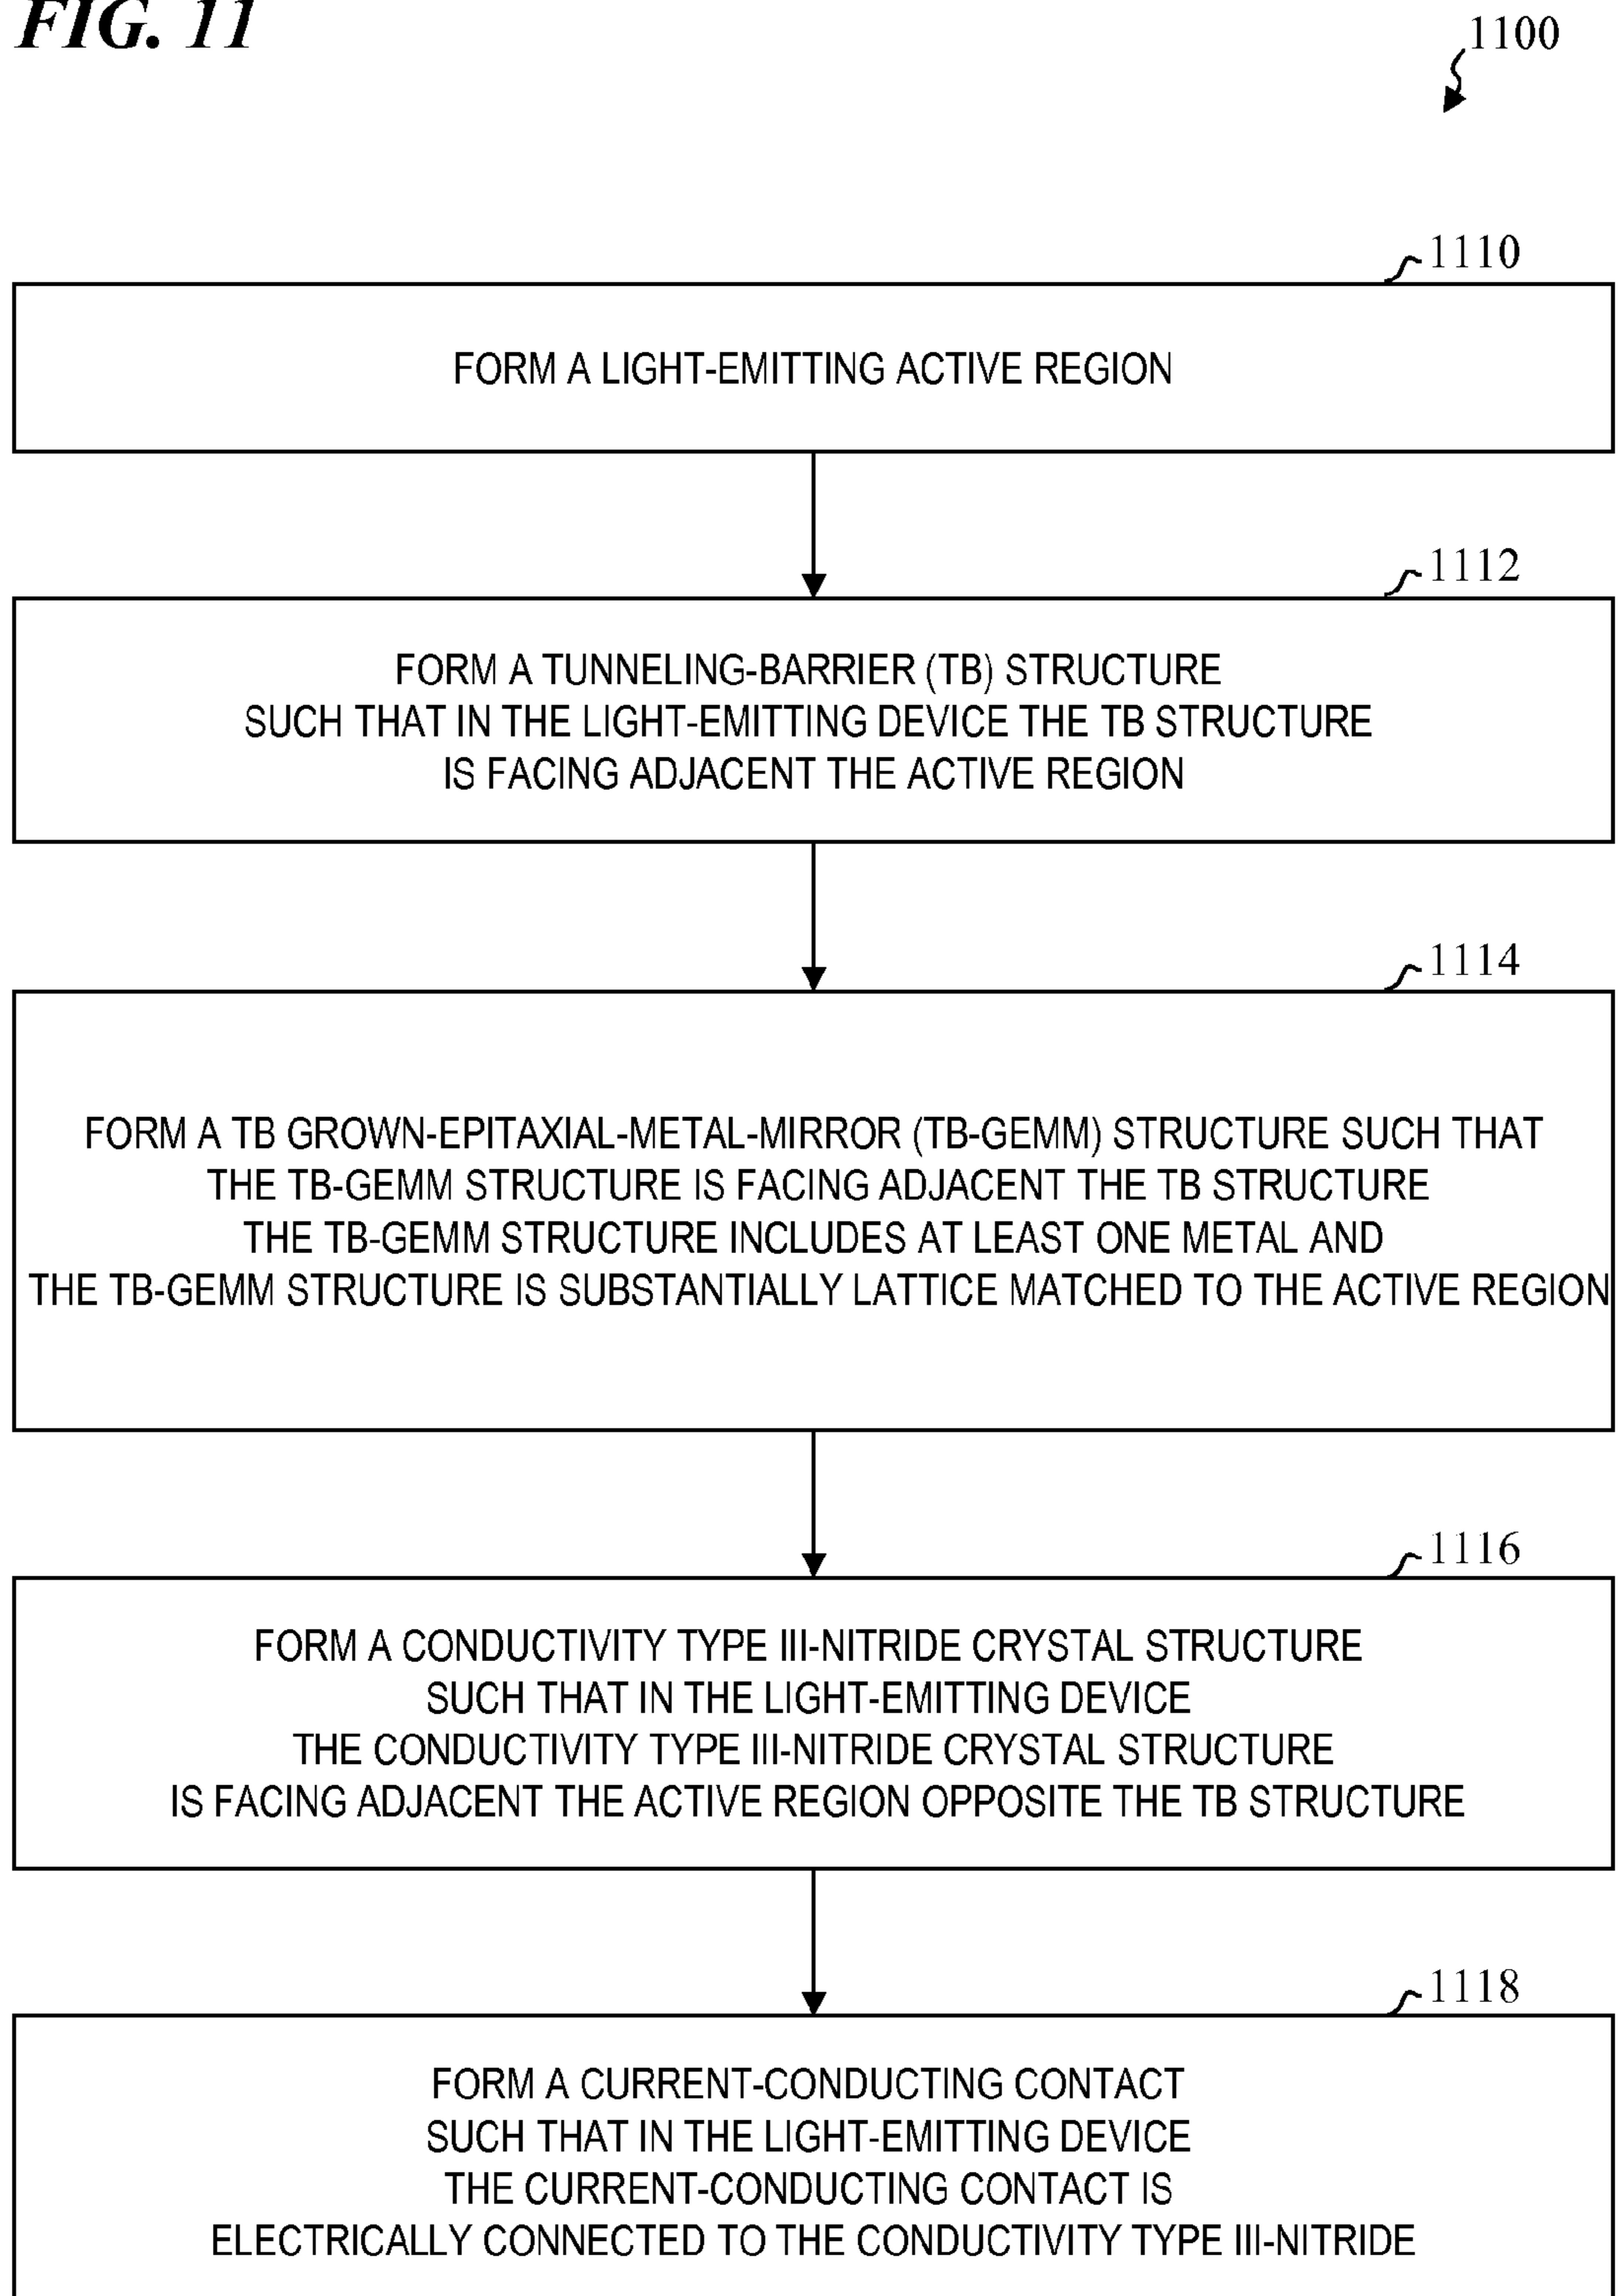 FIG. 11
1100
1110
FORM A LIGHT-EMITTING ACTIVE REGION
1112
FORM A TUNNELING-BARRIER (TB) STRUCTURE
SUCH THAT IN THE LIGHT-EMITTING DEVICE THE TB STRUCTURE
IS FACING ADJACENT THE ACTIVE REGION
1114
FORM A TB GROWN-EPITAXIAL-METAL-MIRROR (TB-GEMM) STRUCTURE SUCH THAT
THE TB-GEMM STRUCTURE IS FACING ADJACENT THE TB STRUCTURE
THE TB-GEMM STRUCTURE INCLUDES AT LEAST ONE METAL AND
THE TB-GEMM STRUCTURE IS SUBSTANTIALLY LATTICE MATCHED TO THE ACTIVE REGION
1116
FORM A CONDUCTIVITY TYPE III-NITRIDE CRYSTAL STRUCTURE
SUCH THAT IN THE LIGHT-EMITTING DEVICE
THE CONDUCTIVITY TYPE III-NITRIDE CRYSTAL STRUCTURE
IS FACING ADJACENT THE ACTIVE REGION OPPOSITE THE TB STRUCTURE
1118
FORM A CURRENT-CONDUCTING CONTACT
SUCH THAT IN THE LIGHT-EMITTING DEVICE
THE CURRENT-CONDUCTING CONTACT IS
ELECTRICALLY CONNECTED TO THE CONDUCTIVITY TYPE III-NITRIDE